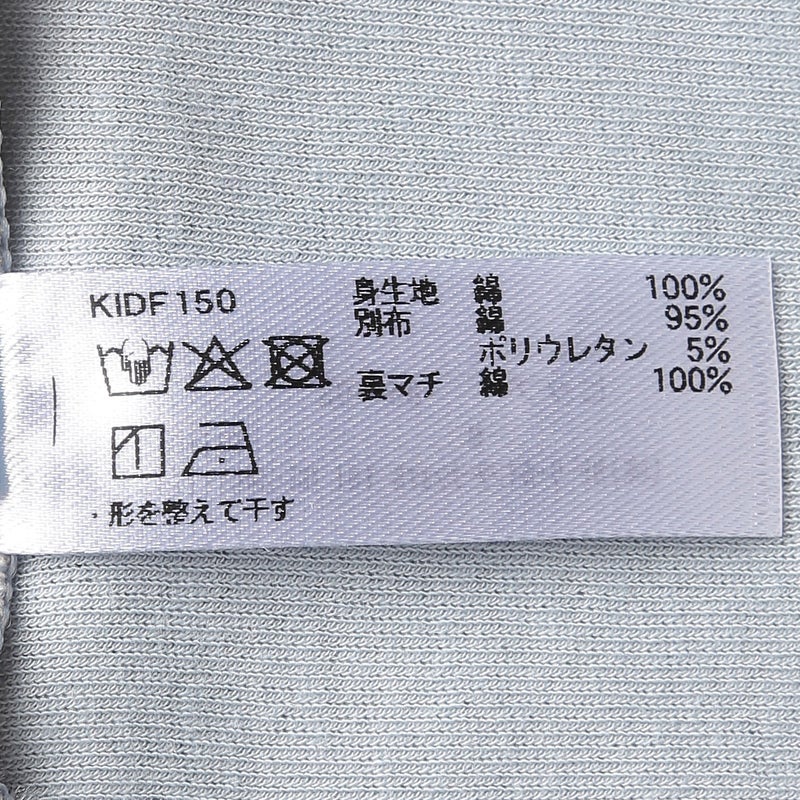 KIDF150
身生地 綿 100%
別布 綿 95%
ポリウレタン 5%
裏マチ 綿 100%
・形を整えて干す